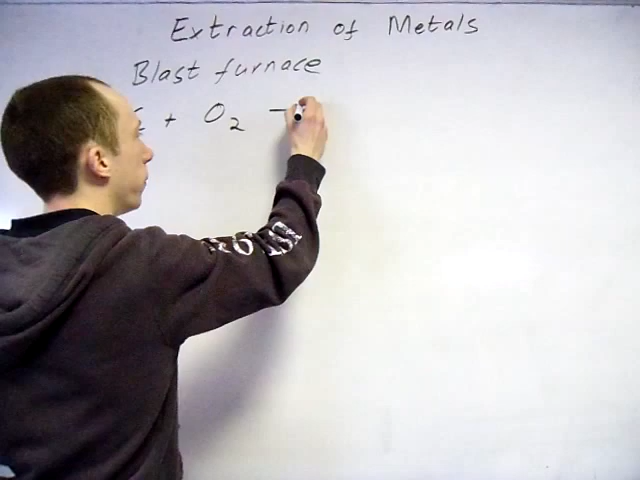 Extraction of Metals
Blast furnace
+ O2